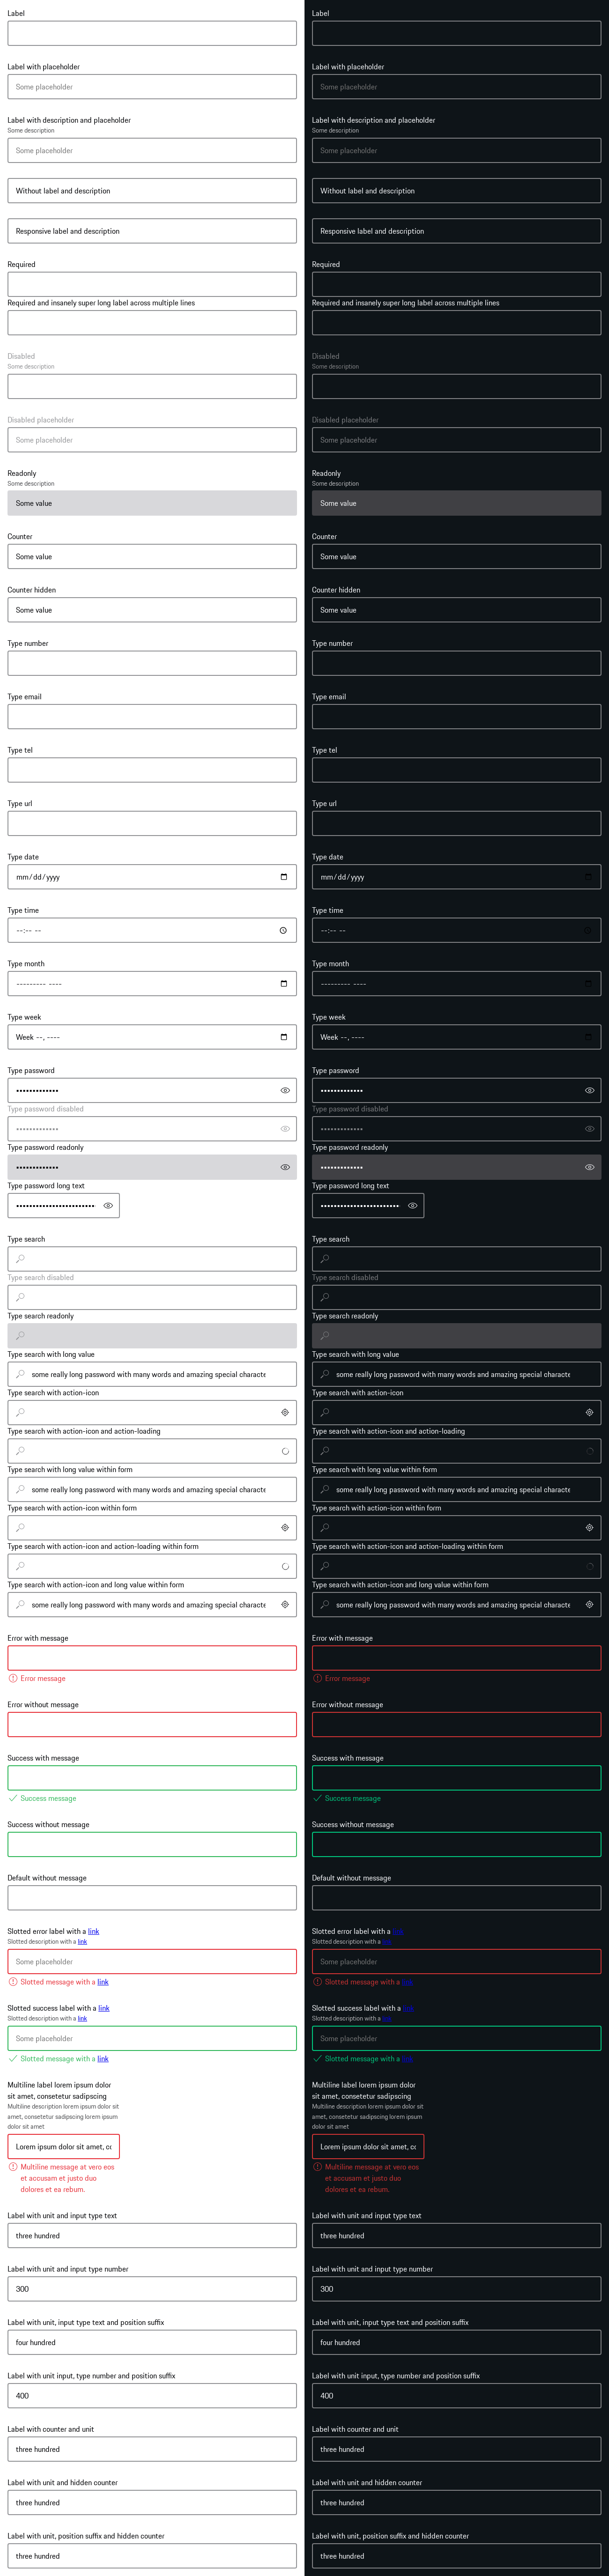 Label
Label with placeholder
Some placeholder
Label with description and placeholder
Some description
Some placeholder
Without label and description
Responsive label and description
Required
Required and insanely super long label across multiple lines
Disabled
Some description
Disabled placeholder
Some placeholder
Readonly
Some description
Some value
Counter
Some value
Counter hidden
Some value
Type number
Type email
Type tel
Type url
Type date
mm/dd/yyyy
Type time
--:-- --
Type month
--------- ----
Type week
Week --, ----
Type password
•••••••••••••
Type password disabled
•••••••••••••
Type password readonly
•••••••••••••
Type password long text
Type search
Type search disabled
Type search readonly
Type search with long value
some really long password with many words and amazing special characte
Type search with action-icon
Type search with action-icon and action-loading
Type search with long value within form
some really long password with many words and amazing special characte
Type search with action-icon within form
Type search with action-icon and action-loading within form
Type search with action-icon and long value within form
some really long password with many words and amazing special characte
Error with message
Error message
Error without message
Success with message
Success message
Success without message
Default without message
Slotted error label with a link
Slotted description with a link
Some placeholder
Slotted message with a link
Slotted success label with a link
Slotted description with a link
Some placeholder
Slotted message with a link
Multiline label lorem ipsum dolor
sit amet, consetetur sadipscing
Multiline description lorem ipsum dolor sit
amet, consetetur sadipscing lorem ipsum
dolor sit amet
Lorem ipsum dolor sit amet, co
Multiline message at vero eos
et accusam et justo duo
dolores et ea rebum.
Label with unit and input type text
three hundred
Label with unit and input type number
300
Label with unit, input type text and position suffix
four hundred
Label with unit input, type number and position suffix
400
Label with counter and unit
three hundred
Label with unit and hidden counter
three hundred
Label with unit, position suffix and hidden counter
three hundred
Label
Label with placeholder
Some placeholder
Label with description and placeholder
Some description
Some placeholder
Without label and description
Responsive label and description
Required
Required and insanely super long label across multiple lines
Disabled
Some description
Disabled placeholder
Some placeholder
Readonly
Some description
Some value
Counter
Some value
Counter hidden
Some value
Type number
Type email
Type tel
Type url
Type date
mm/dd/yyyy
Type time
--:-- --
Type month
--------- ----
Type week
Week --, ----
Type password
•••••••••••••
Type password disabled
•••••••••••••
Type password readonly
•••••••••••••
Type password long text
Type search
Type search disabled
Type search readonly
Type search with long value
some really long password with many words and amazing special characte
Type search with action-icon
Type search with action-icon and action-loading
Type search with long value within form
some really long password with many words and amazing special characte
Type search with action-icon within form
Type search with action-icon and action-loading within form
Type search with action-icon and long value within form
some really long password with many words and amazing special characte
Error with message
Error message
Error without message
Success with message
Success message
Success without message
Default without message
Slotted error label with a
Slotted description with a
Some placeholder
Slotted message with a link
Slotted success label with a
Slotted description with a
Some placeholder
Slotted message with a link
Multiline label lorem ipsum dolor
sit amet, consetetur sadipscing
Multiline description lorem ipsum dolor sit
amet, consetetur sadipscing lorem ipsum
dolor sit amet
Lorem ipsum dolor sit amet, co
Multiline message at vero eos
et accusam et justo duo
dolores et ea rebum.
Label with unit and input type text
three hundred
Label with unit and input type number
300
Label with unit, input type text and position suffix
four hundred
Label with unit input, type number and position suffix
400
Label with counter and unit
three hundred
Label with unit and hidden counter
three hundred
Label with unit, position suffix and hidden counter
three hundred